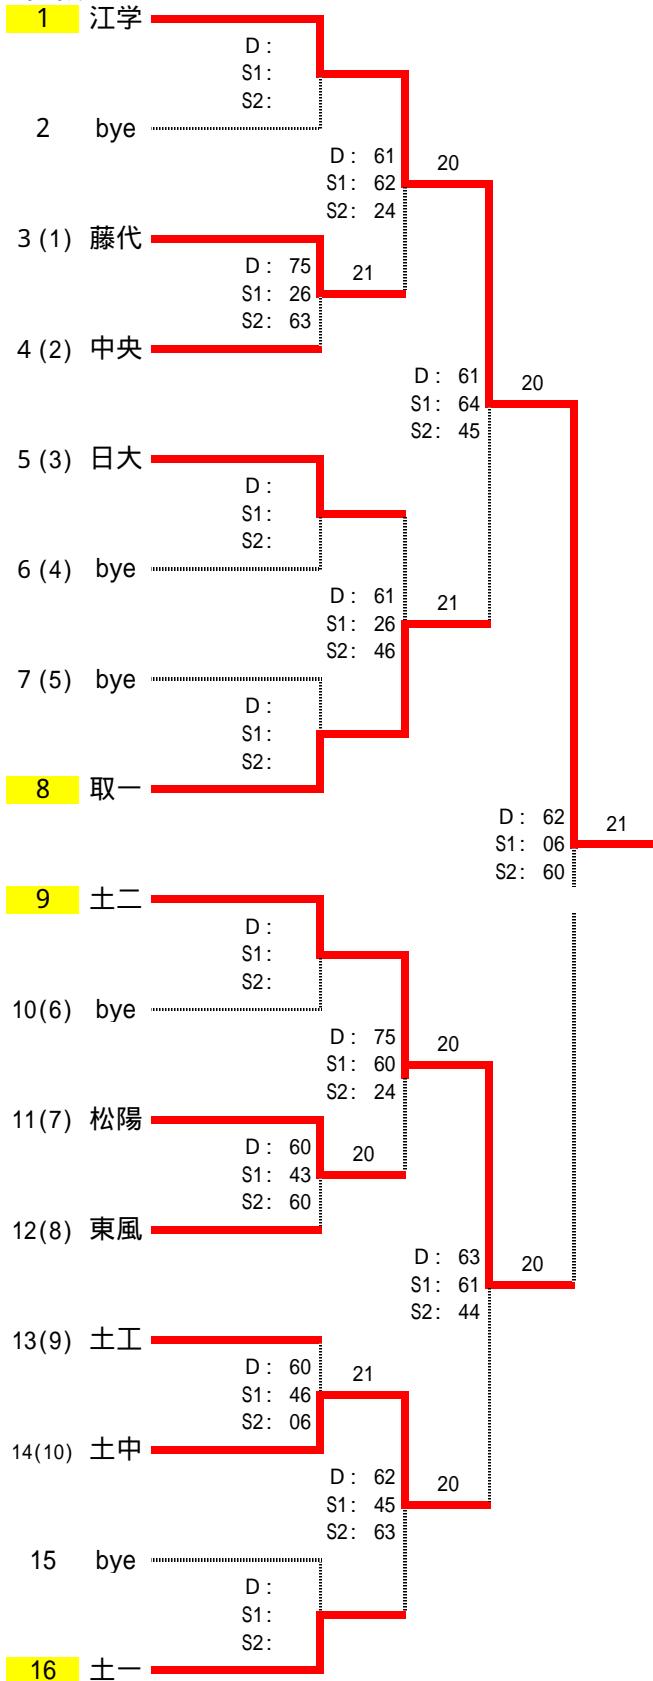 1 江学
D :
S1:
S2:
2 bye
D : 61
S1: 62
S2: 24
20
3 (1) 藤代
D : 75
S1: 26
S2: 63
21
4 (2) 中央
D : 61
S1: 64
S2: 45
20
5 (3) 日大
D :
S1:
S2:
6 (4) bye
D : 61
S1: 26
S2: 46
21
7 (5) bye
D :
S1:
S2:
8 取一
D : 62
S1: 06
S2: 60
21
9 土二
D :
S1:
S2:
10(6) bye
D : 75
S1: 60
S2: 24
20
11(7) 松陽
D : 60
S1: 43
S2: 60
20
12(8) 東風
D : 63
S1: 61
S2: 44
20
13(9) 土工
D : 60
S1: 46
S2: 06
21
14(10) 土中
D : 62
S1: 45
S2: 63
20
15 bye
D :
S1:
S2:
16 土一